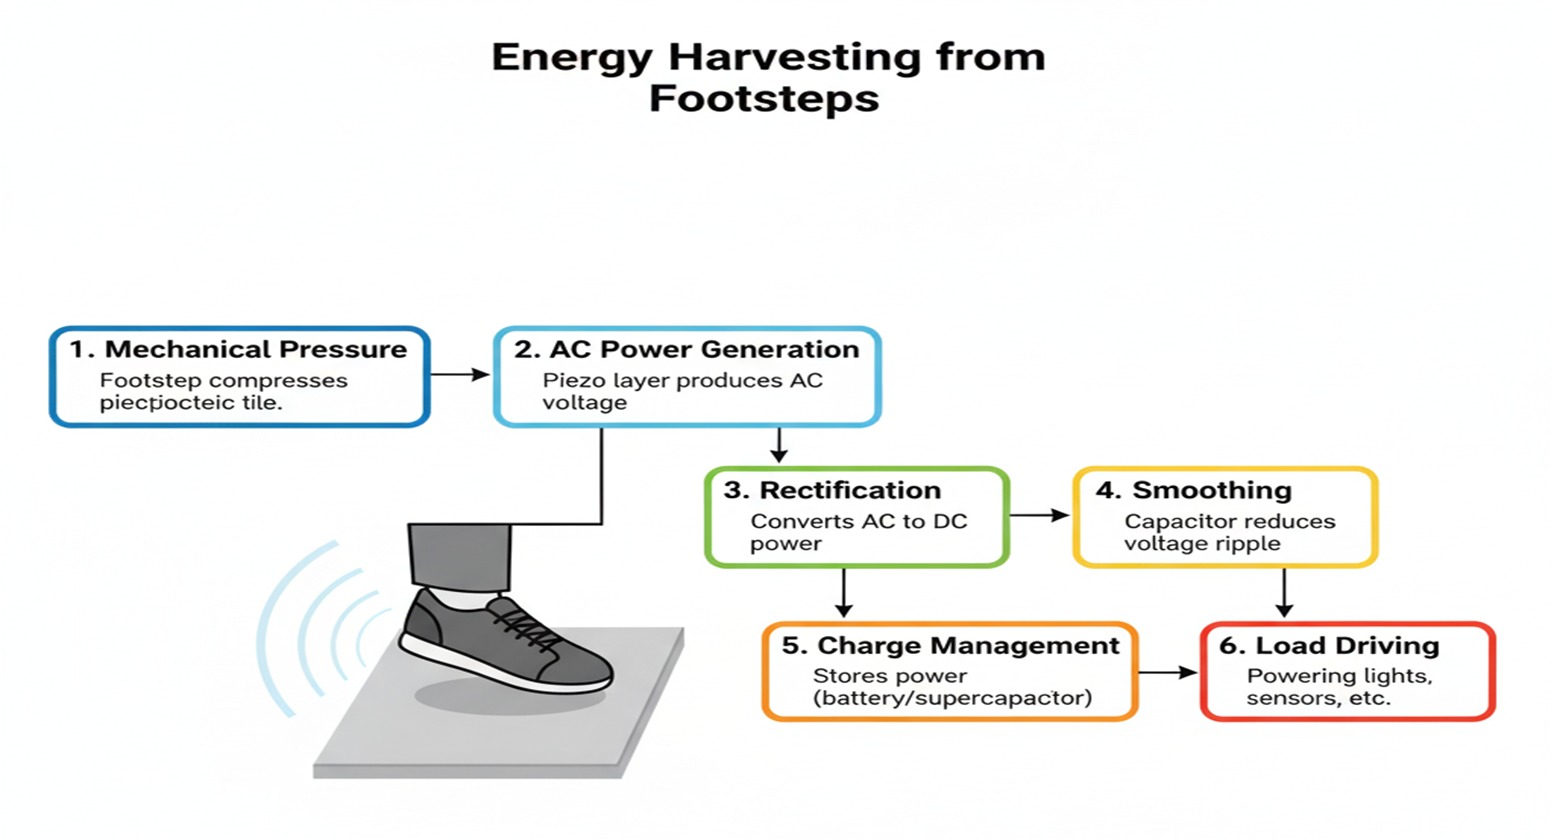 Energy Harvesting from
Footsteps
1. Mechanical Pressure
Footstep compresses
tile.
2. AC Power Generation
Piezo layer produces AC
voltage
3. Rectification
Converts AC to DC
power
4. Smoothing
Capacitor reduces
voltage ripple
5. Charge Management
Stores power
(battery/supercapactor)
6. Load Driving
Powering lights,
sensors, etc.